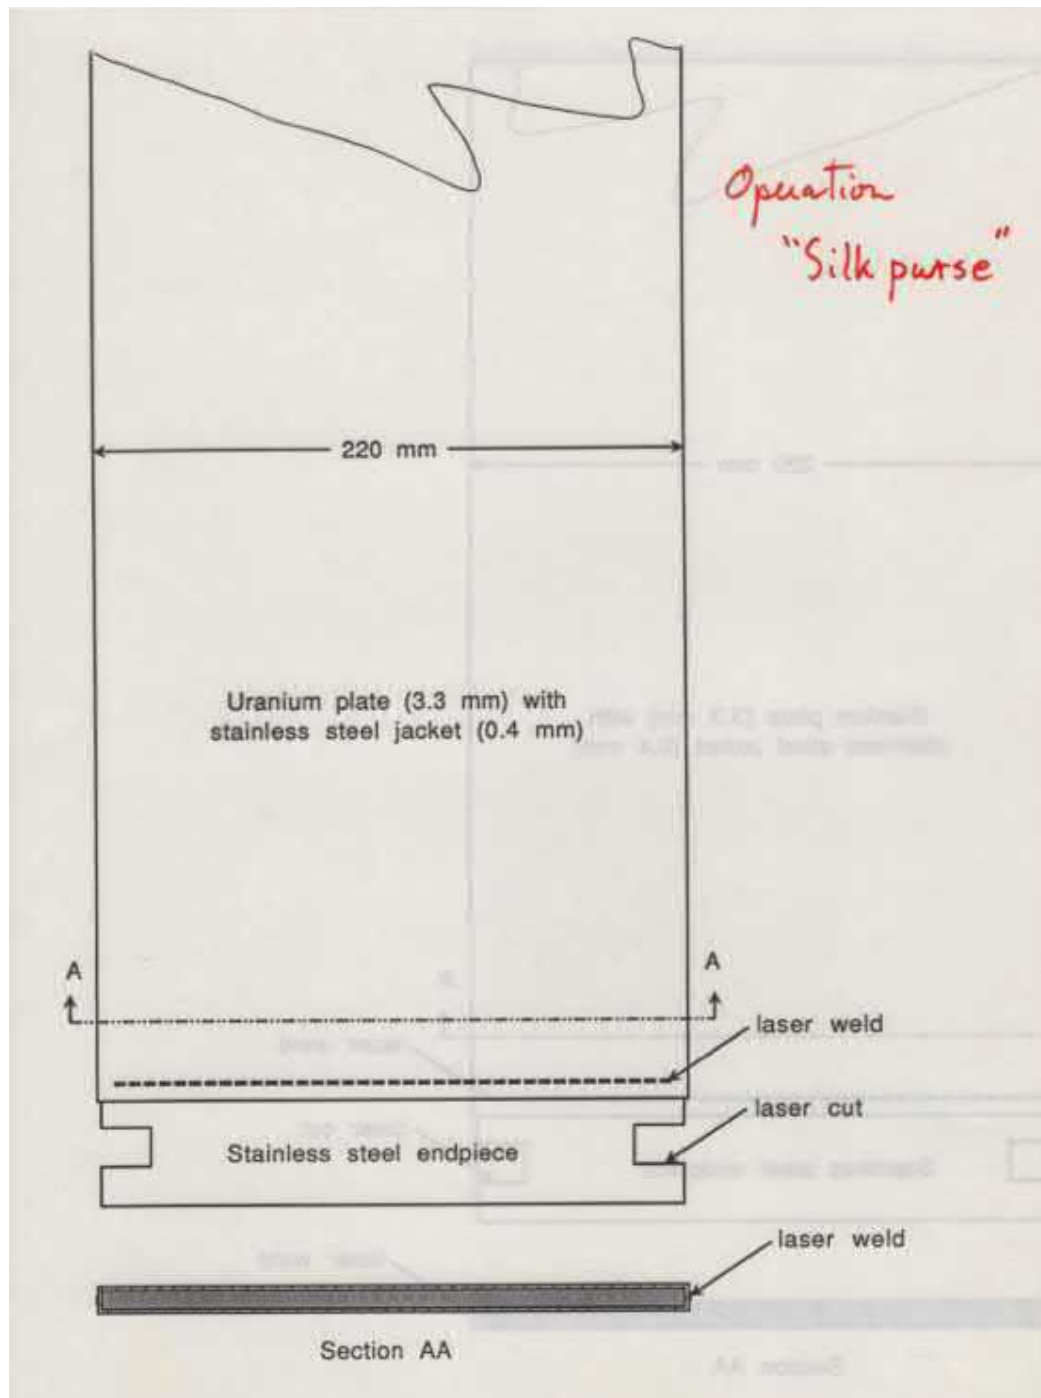 Operation
"Silk purse"
220 mm
Uranium plate (3.3 mm) with
stainless steel jacket (0.4 mm)
A
A
laser weld
laser cut
Stainless steel endpiece
laser weld
Section AA